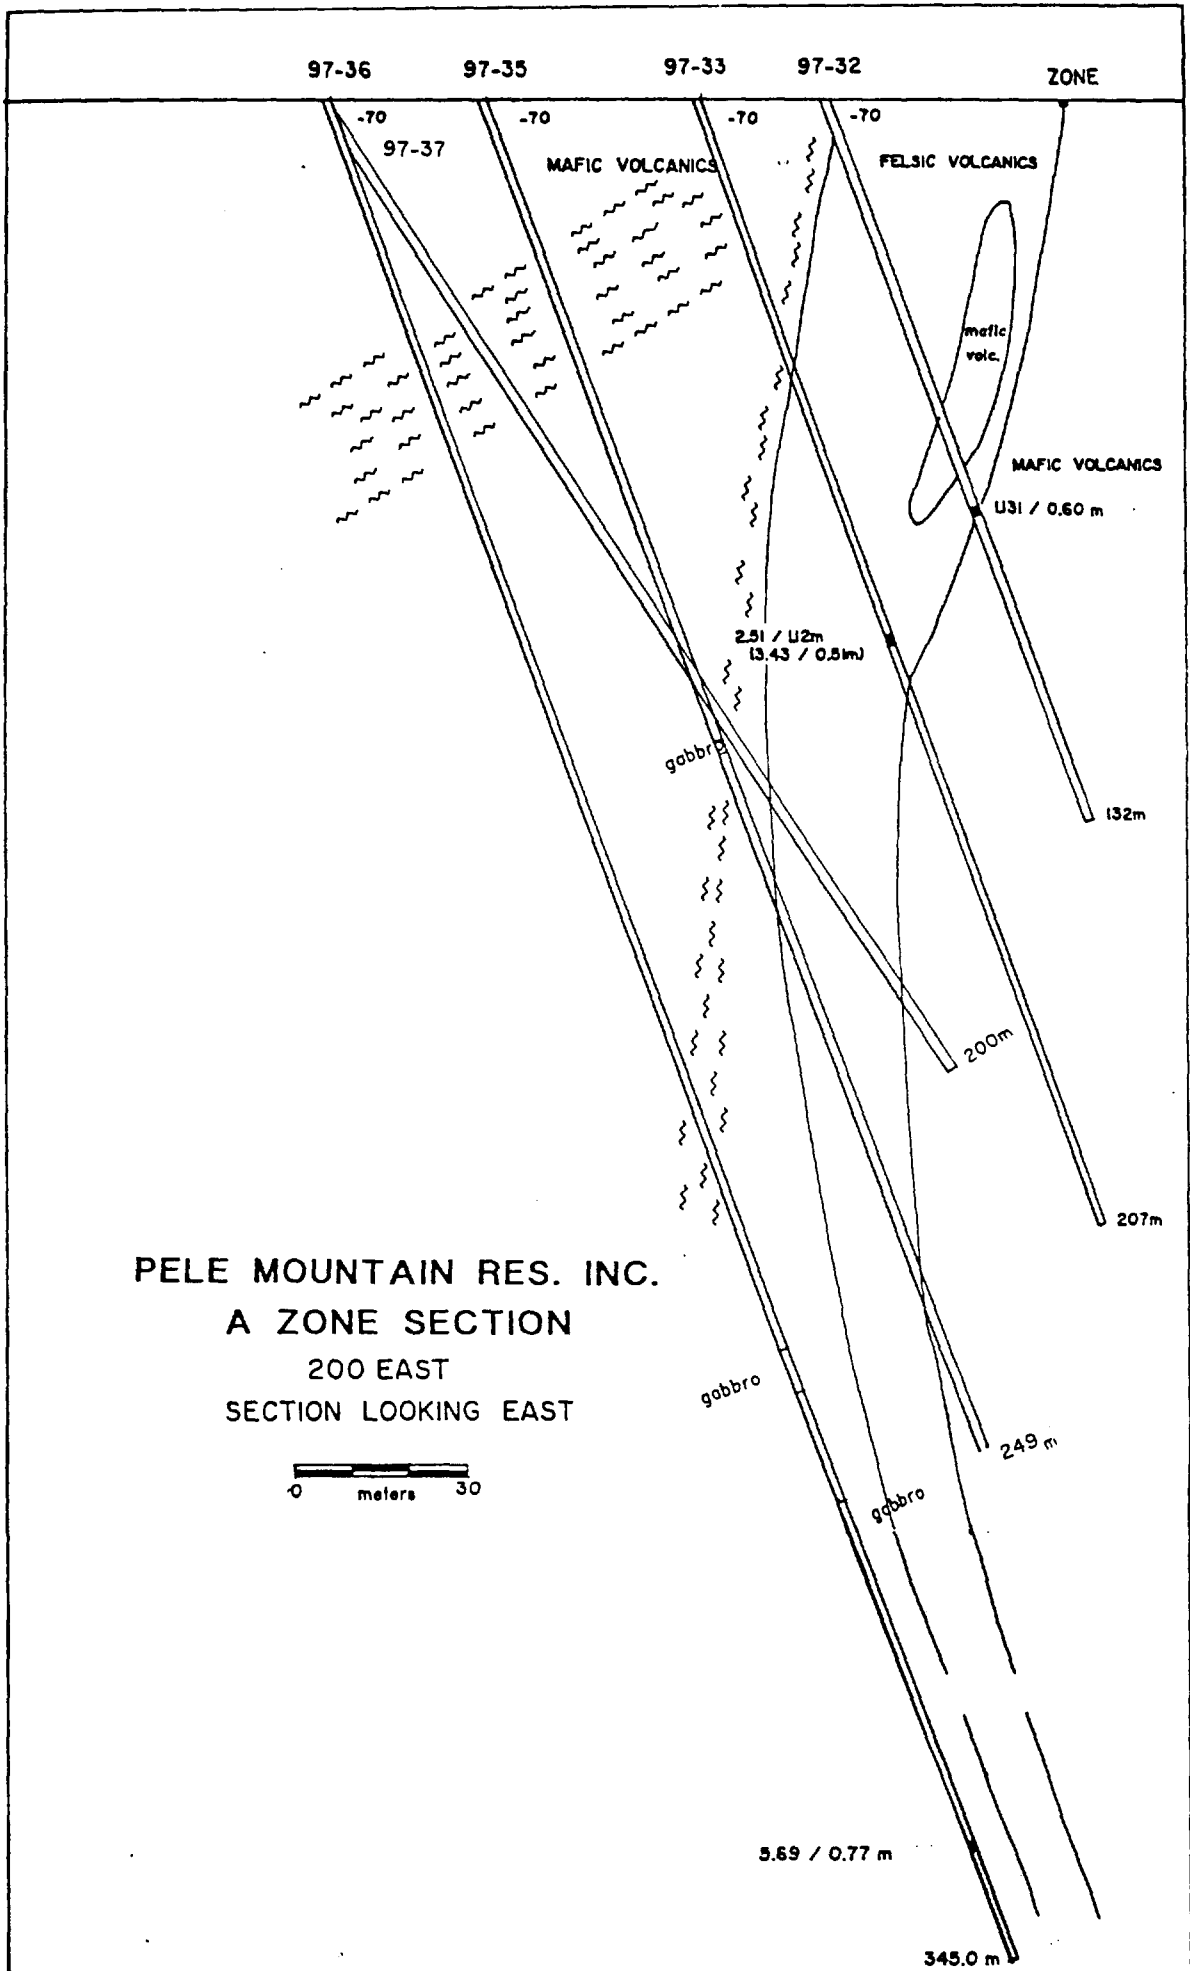 97-36 97-35 97-33 97-32 ZONE
-70 -70 -70 -70
97-37
MAFIC VOLCANICS FELSIC VOLCANICS
mafic
volc.
MAFIC VOLCANICS
1.131 / 0.60 m
2.51 / 1.12m
(3.43 / 0.51m)
gabbro
132m
200m
207m
PELE MOUNTAIN RES. INC.
A ZONE SECTION
200 EAST
SECTION LOOKING EAST
0 meters 30
gabbro
249 m
gabbro
5.69 / 0.77 m
345.0 m